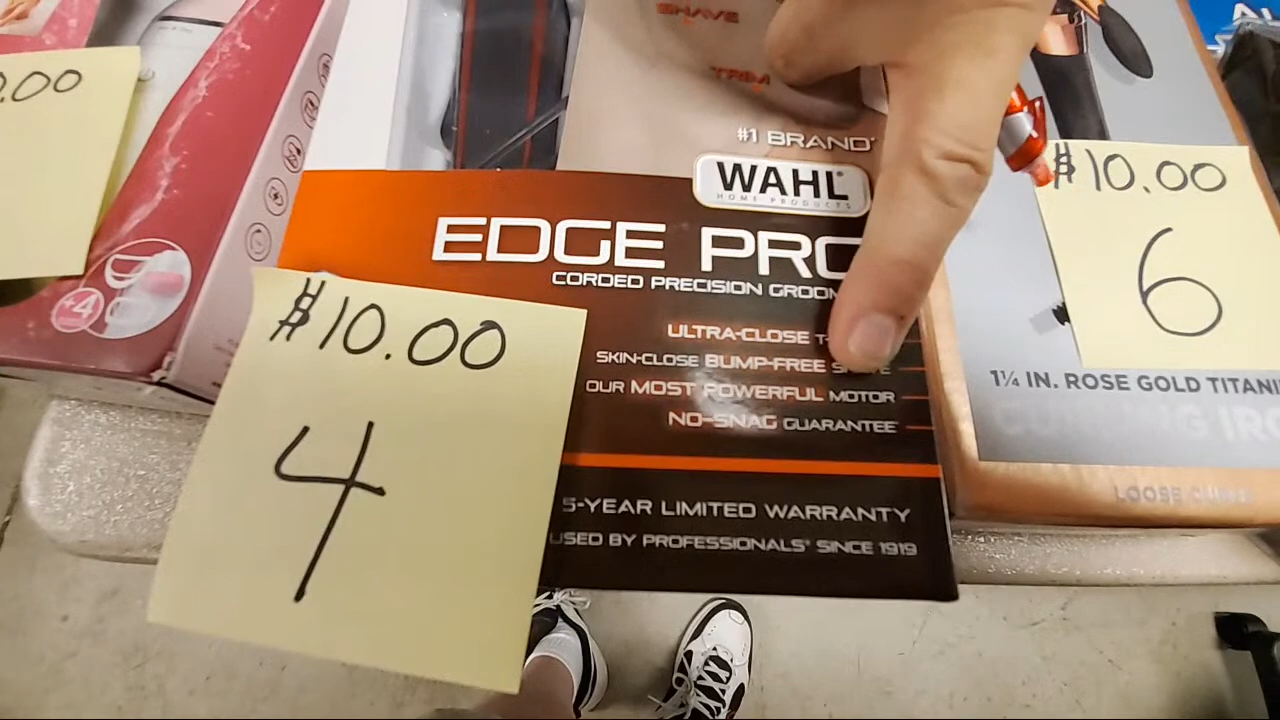 SHAVE
TRIM
#1 BRAND*
WAHL
HOME PRODUCTS
EDGE PRO
CORDED PRECISION
ULTRA-CLOSE
SKIN-CLOSE BUMP-FREE
OUR MOST POWERFUL MOTOR
NO-SNAG GUARANTEE
5-YEAR LIMITED WARRANTY
USED BY PROFESSIONALS* SINCE 1919
$10.00
4
$10.00
6
1¼ IN. ROSE GOLD
LOOSE CURLS
+4